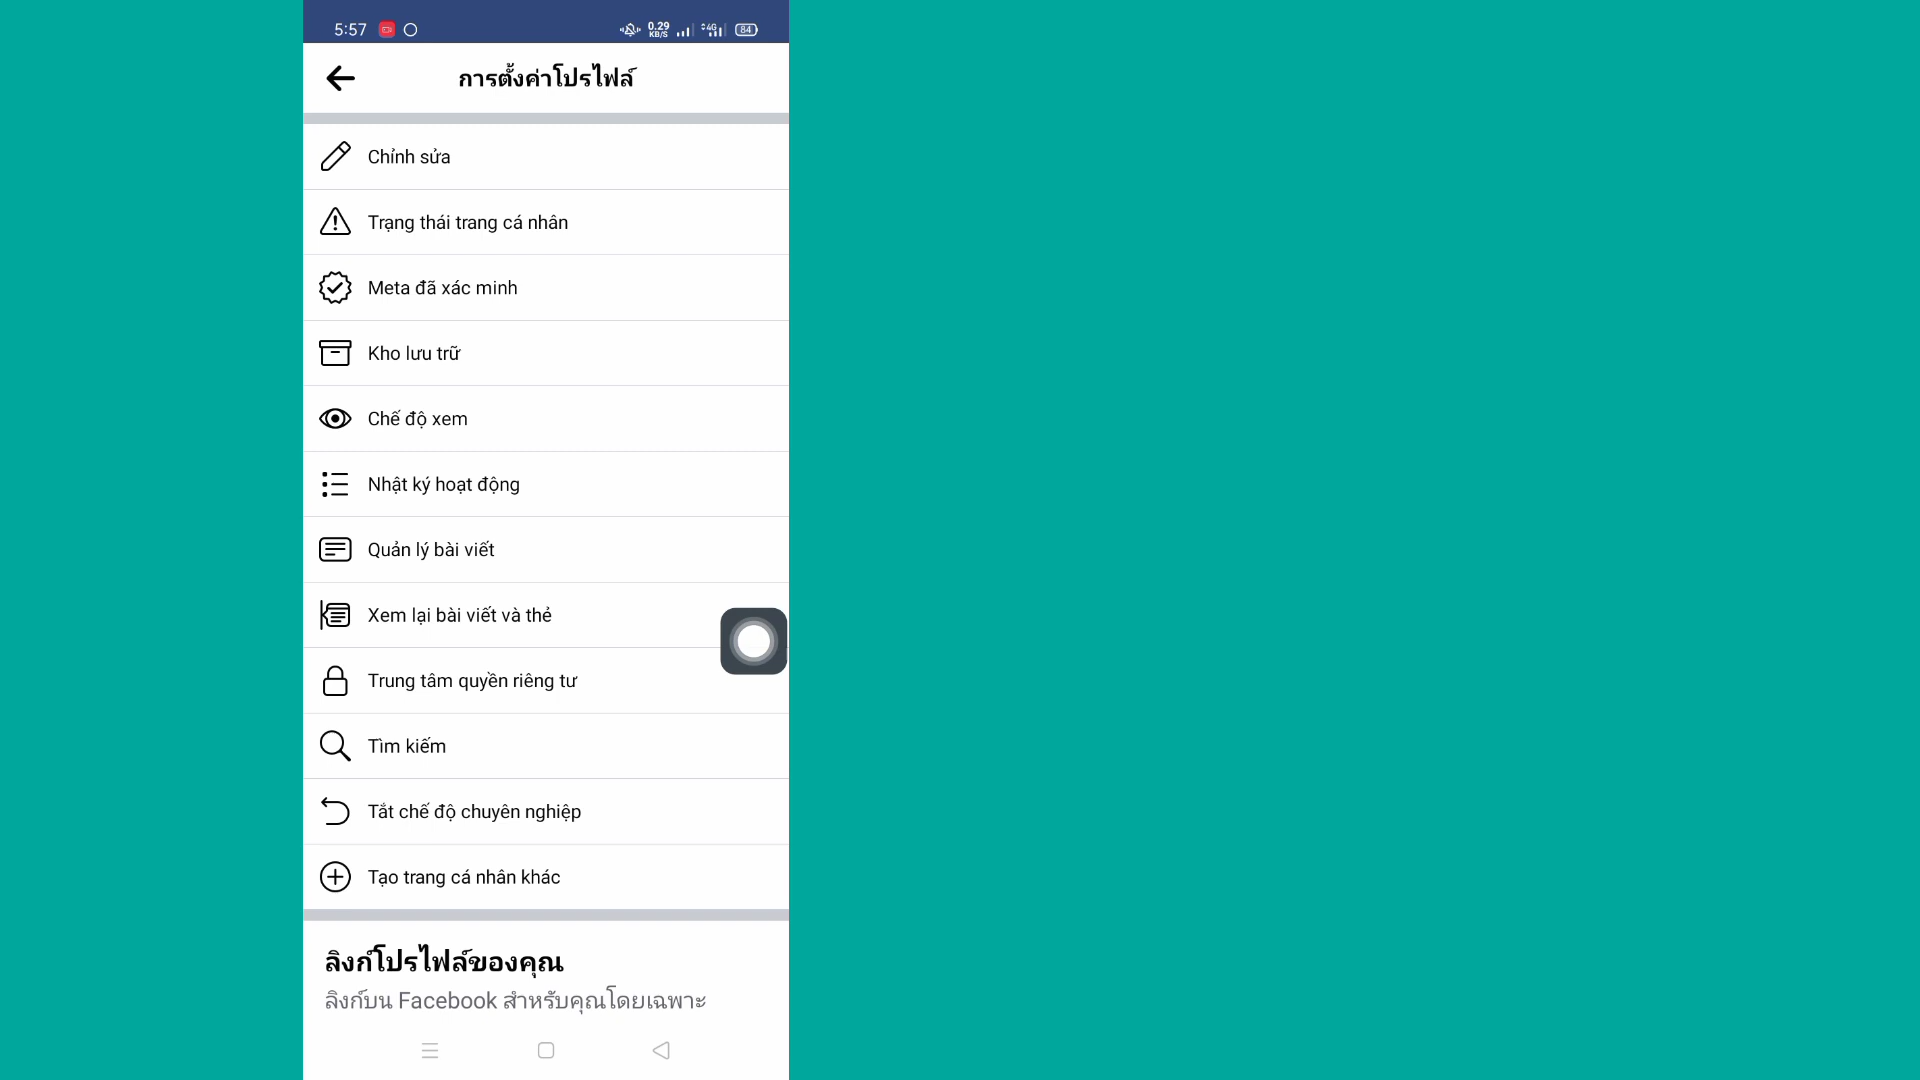 5:57
0.29
KB/S
4G
84
การตั้งค่าโปรไฟล์
Chỉnh sửa
Trạng thái trang cá nhân
Meta đã xác minh
Kho lưu trữ
Chế độ xem
Nhật ký hoạt động
Quản lý bài viết
Xem lại bài viết và thẻ
Trung tâm quyền riêng tư
Tìm kiếm
Tắt chế độ chuyên nghiệp
Tạo trang cá nhân khác
ลิงก์โปรไฟล์ของคุณ
ลิงก์บน Facebook สำหรับคุณโดยเฉพาะ